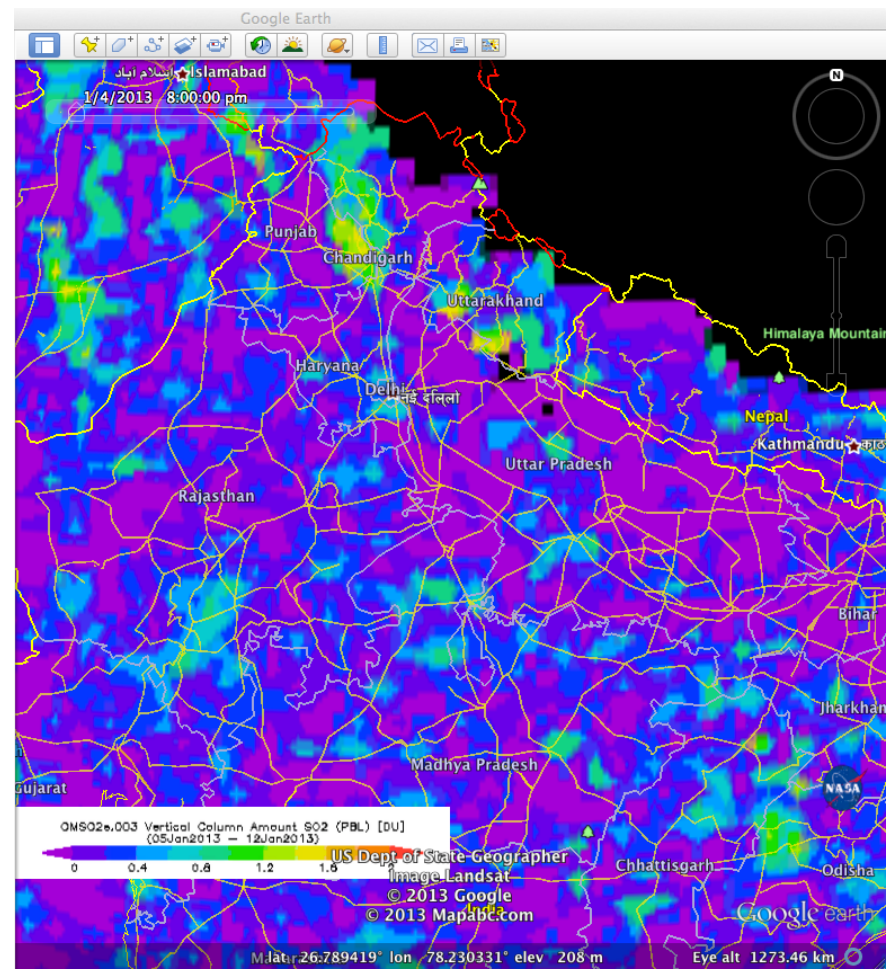 Google Earth
اسلام آباد Islamabad
1/4/2013 8:00:00 pm
N
Punjab
Chandigarh
Uttarakhand
Himalaya Mountain
Haryana
Delhi
नई दिल्ली
Nepal
Kathmandu
Uttar Pradesh
Rajasthan
Bihar
Jharkhan
Madhya Pradesh
NASA
Gujarat
OMSO2e.003 Vertical Column Amount SO2 (PBL) [DU]
(05Jan2013 – 12Jan2013)
0 0.4 0.8 1.2 1.6
US Dept of State Geographer
Image Landsat
Chhattisgarh
Odisha
© 2013 Google
© 2013 Mapabc.com
India
Google earth
lat 26.789419° lon 78.230331° elev 208 m
Eye alt 1273.46 km